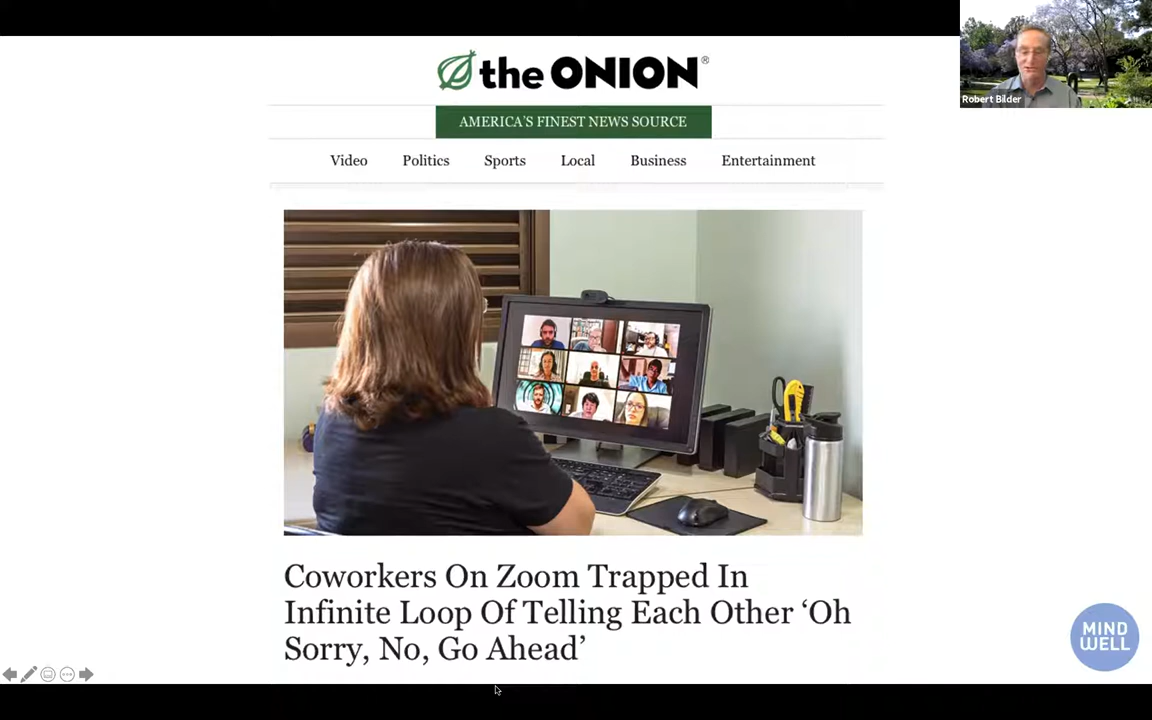 the ONION®
AMERICA'S FINEST NEWS SOURCE
Video Politics Sports Local Business Entertainment
Coworkers On Zoom Trapped In
Infinite Loop Of Telling Each Other ‘Oh
Sorry, No, Go Ahead’
Robert Bilder
MIND
WELL